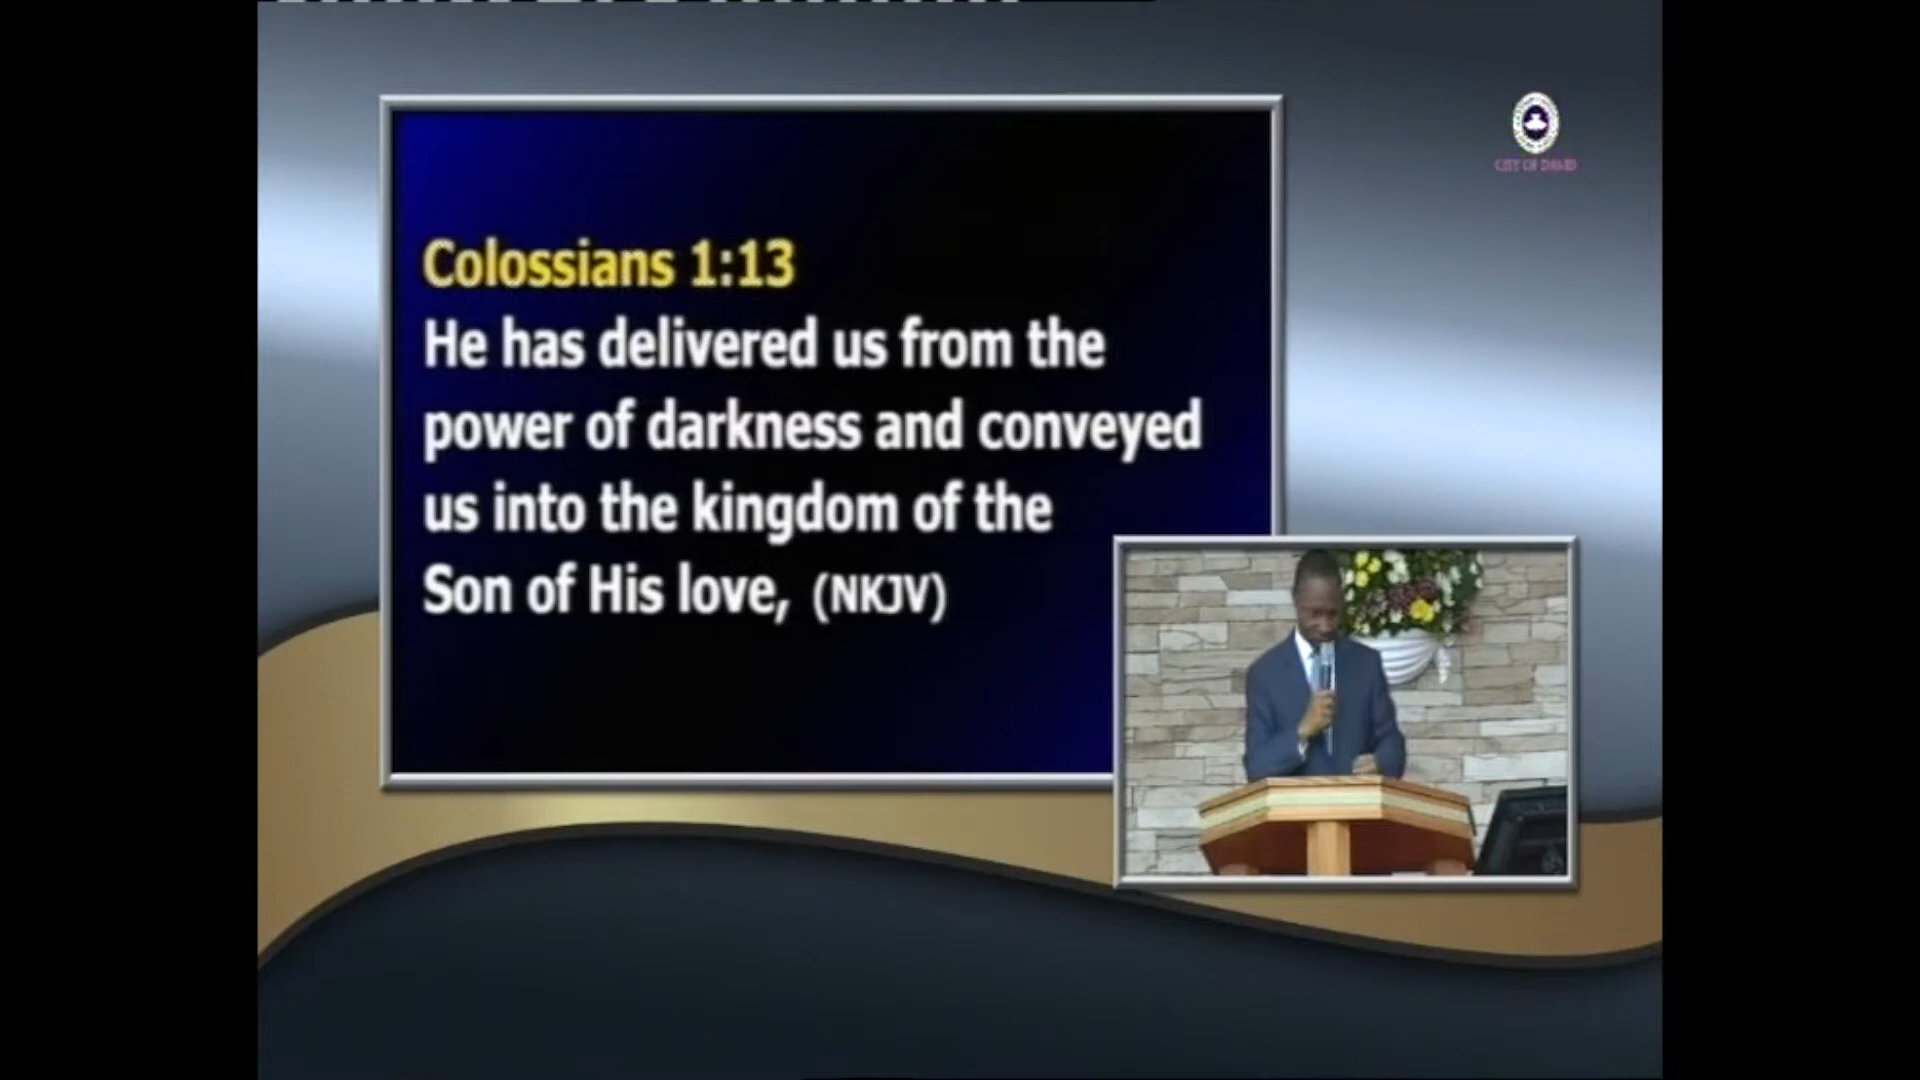 CITY OF DAVID
Colossians 1:13
He has delivered us from the
power of darkness and conveyed
us into the kingdom of the
Son of His love, (NKJV)